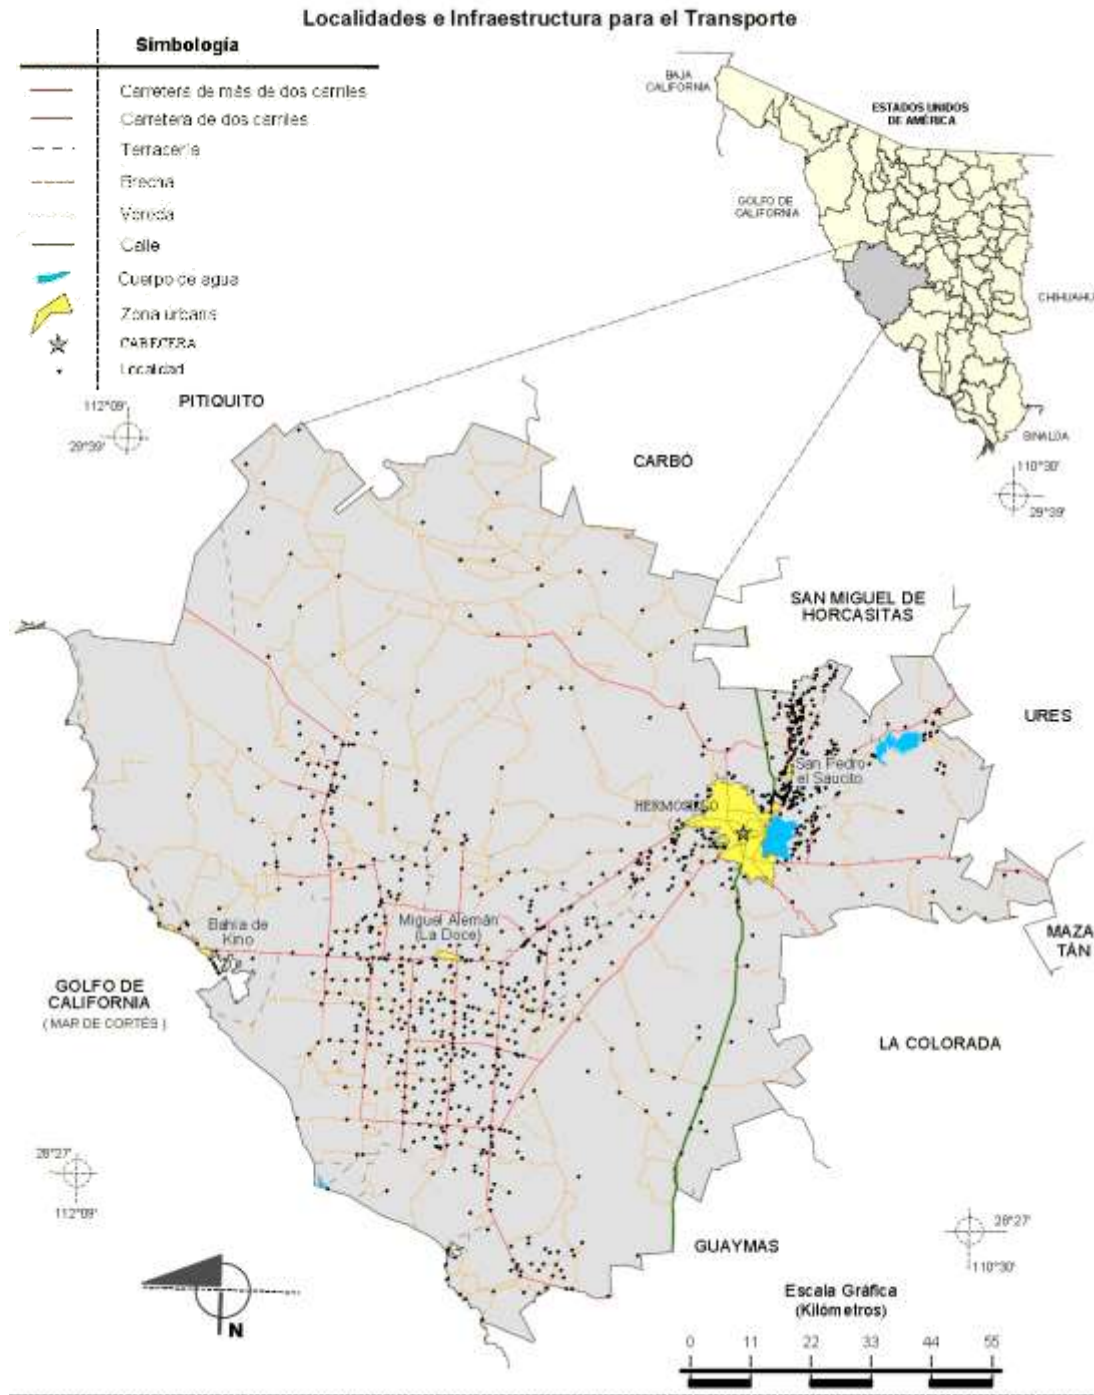 Localidades e Infraestructura para el Transporte
Simbología
Carretera de más de dos carriles
Carretera de dos carriles
Terracería
Brecha
Vereda
Calle
Cuerpo de agua
Zona urbana
CABECERA
Localidad
BAJA
CALIFORNIA
ESTADOS UNIDOS
DE AMÉRICA
GOLFO DE
CALIFORNIA
CHIHUAHU
SINALOA
112°09'
29°39'
PITIQUITO
CARBÓ
110°30'
29°39'
SAN MIGUEL DE
HORCASITAS
URES
San Pedro
el Saucito
HERMOSILLO
Bahía de
Kino
Miguel Alemán
(La Doce)
MAZA
TÁN
GOLFO DE
CALIFORNIA
( MAR DE CORTÉS )
LA COLORADA
28°27'
112°09'
28°27'
110°30'
GUAYMAS
N
Escala Gráfica
(Kilómetros)
0 11 22 33 44 55